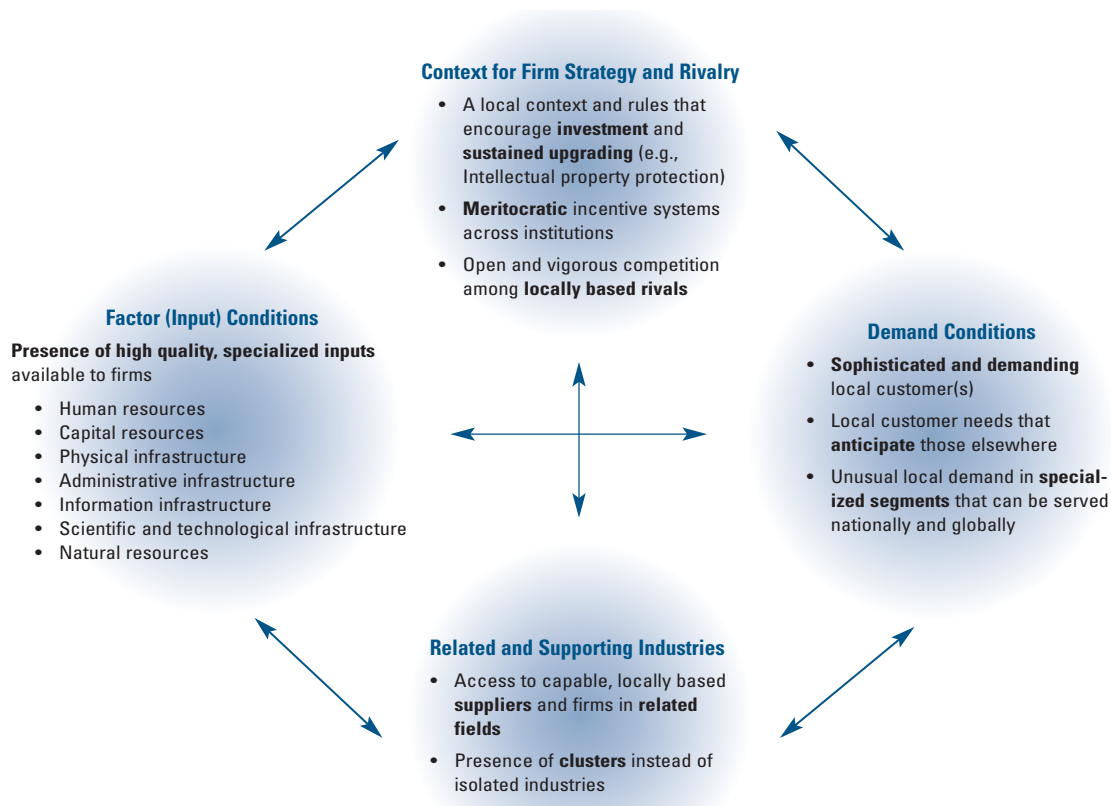 Context for Firm Strategy and Rivalry
• A local context and rules that
encourage investment and
sustained upgrading (e.g.,
Intellectual property protection)
• Meritocratic incentive systems
across institutions
• Open and vigorous competition
among locally based rivals
Factor (Input) Conditions
Presence of high quality, specialized inputs
available to firms
• Human resources
• Capital resources
• Physical infrastructure
• Administrative infrastructure
• Information infrastructure
• Scientific and technological infrastructure
• Natural resources
Demand Conditions
• Sophisticated and demanding
local customer(s)
• Local customer needs that
anticipate those elsewhere
• Unusual local demand in special-
ized segments that can be served
nationally and globally
Related and Supporting Industries
• Access to capable, locally based
suppliers and firms in related
fields
• Presence of clusters instead of
isolated industries